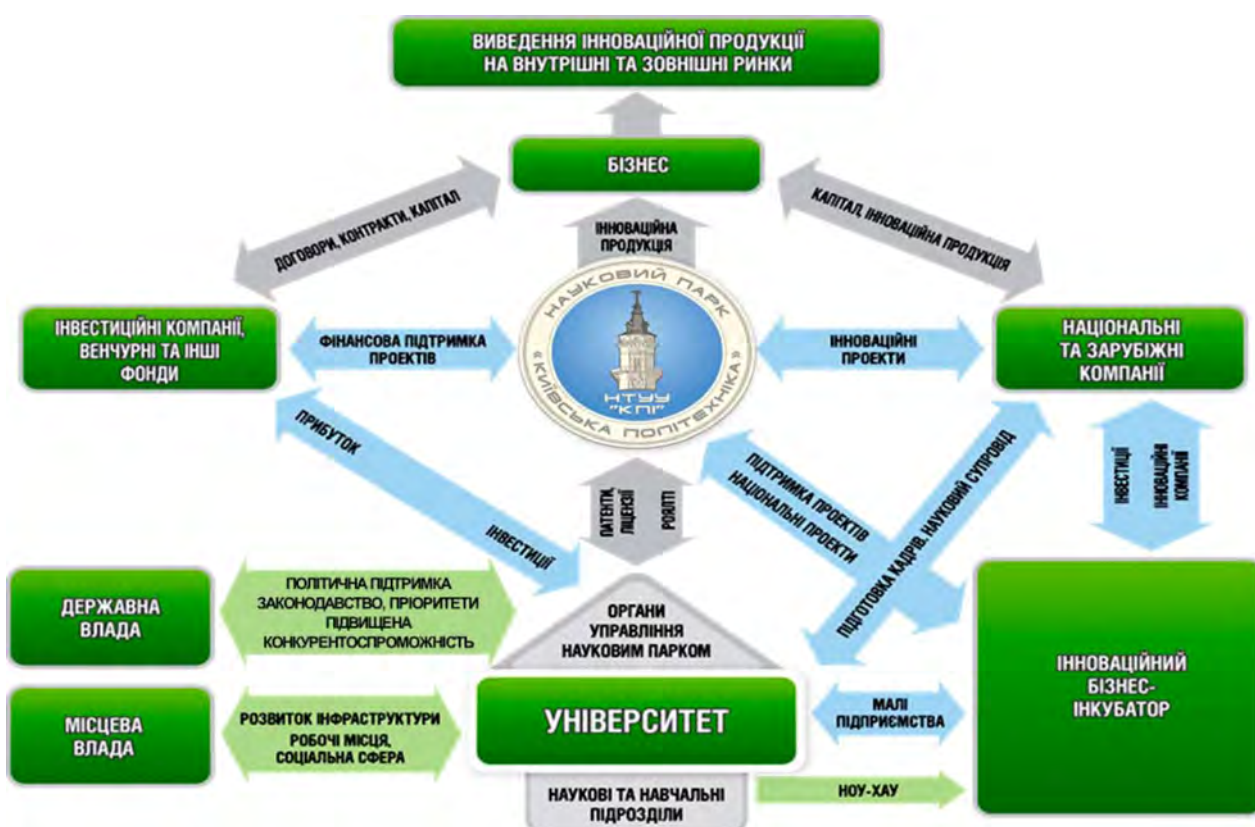 ВИВЕДЕННЯ ІННОВАЦІЙНОЇ ПРОДУКЦІЇ
НА ВНУТРІШНІ ТА ЗОВНІШНІ РИНКИ
БІЗНЕС
ДОГОВОРИ, КОНТРАКТИ, КАПІТАЛ
ІННОВАЦІЙНА
ПРОДУКЦІЯ
КАПІТАЛ, ІННОВАЦІЙНА ПРОДУКЦІЯ
ІНВЕСТИЦІЙНІ КОМПАНІЇ,
ВЕНЧУРНІ ТА ІНШІ
ФОНДИ
ФІНАНСОВА ПІДТРИМКА
ПРОЕКТІВ
НАУКОВИЙ ПАРК
«КИЇВСЬКА ПОЛІТЕХНІКА»
НТУУ
"КПІ"
ІННОВАЦІЙНІ
ПРОЕКТИ
НАЦІОНАЛЬНІ
ТА ЗАРУБІЖНІ
КОМПАНІЇ
ПРИБУТОК
ІНВЕСТИЦІЇ
ПАТЕНТИ,
ЛІЦЕНЗІЇ
РОЯЛТІ
ПІДТРИМКА ПРОЕКТІВ
НАЦІОНАЛЬНІ ПРОЕКТИ
ПІДГОТОВКА КАДРІВ, НАУКОВИЙ СУПРОВІД
ІНВЕСТИЦІЇ
ІННОВАЦІЙНІ
КОМПАНІЇ
ДЕРЖАВНА
ВЛАДА
ПОЛІТИЧНА ПІДТРИМКА
ЗАКОНОДАВСТВО, ПРІОРИТЕТИ
ПІДВИЩЕНА
КОНКУРЕНТОСПРОМОЖНІСТЬ
ОРГАНИ
УПРАВЛІННЯ
НАУКОВИМ ПАРКОМ
ІННОВАЦІЙНИЙ
БІЗНЕС-
ІНКУБАТОР
МІСЦЕВА
ВЛАДА
РОЗВИТОК ІНФРАСТРУКТУРИ
РОБОЧІ МІСЦЯ,
СОЦІАЛЬНА СФЕРА
УНІВЕРСИТЕТ
МАЛІ
ПІДПРИЄМСТВА
НАУКОВІ ТА НАВЧАЛЬНІ
ПІДРОЗДІЛИ
НОУ-ХАУ